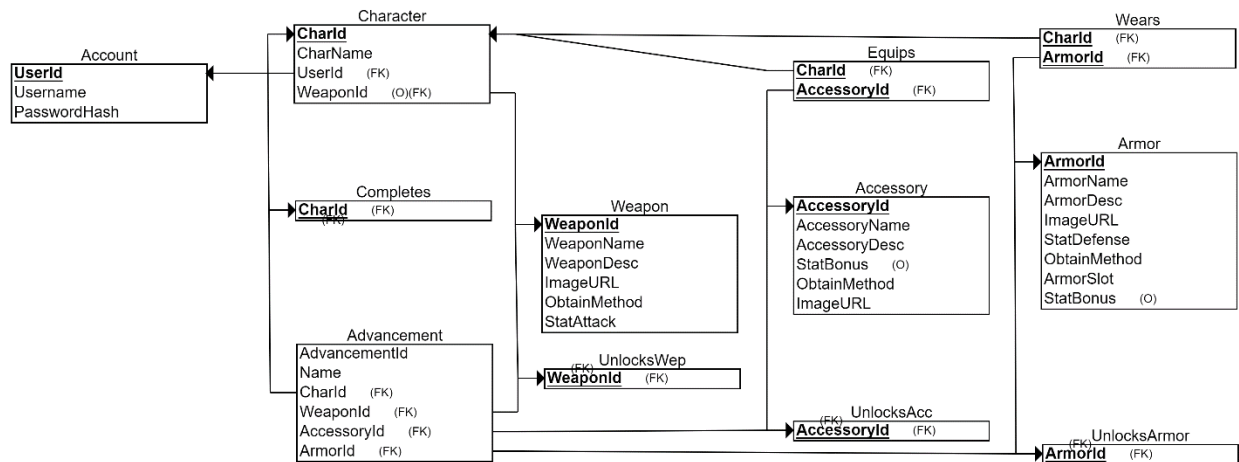 Account
UserId
Username
PasswordHash
Character
CharId
CharName
UserId (FK)
WeaponId (O)(FK)
Completes
CharId (FK)
(FK)
Advancement
AdvancementId
Name
CharId (FK)
WeaponId (FK)
AccessoryId (FK)
ArmorId (FK)
Weapon
WeaponId
WeaponName
WeaponDesc
ImageURL
ObtainMethod
StatAttack
UnlocksWep
(FK)
WeaponId (FK)
Equips
CharId (FK)
AccessoryId (FK)
Accessory
AccessoryId
AccessoryName
AccessoryDesc
StatBonus (O)
ObtainMethod
ImageURL
UnlocksAcc
(FK)
AccessoryId (FK)
Wears
CharId (FK)
ArmorId (FK)
Armor
ArmorId
ArmorName
ArmorDesc
ImageURL
StatDefense
ObtainMethod
ArmorSlot
StatBonus (O)
UnlocksArmor
(FK)
ArmorId (FK)